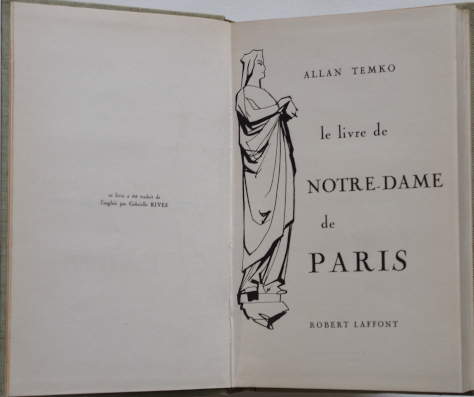 ce livre a été traduit de
l'anglais par Gabrielle RIVES
ALLAN TEMKO
le livre de
NOTRE-DAME
de
PARIS
ROBERT LAFFONT